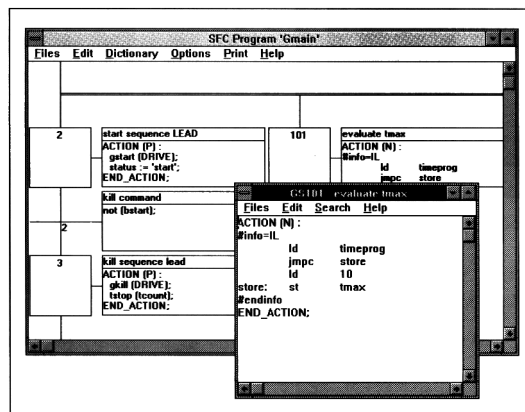 SFC Program 'Gmain'
Files Edit Dictionary Options Print Help
2
start sequence LEAD
ACTION (P) :
gstart (DRIVE);
status := 'start';
END_ACTION;
101
evaluate tmax
ACTION (N) :
#info=IL
ld timeprog
jmpc store
kill command
not (bstart);
2
3
kill sequence lead
ACTION (P) :
gkill (DRIVE);
tstop (tcount);
END_ACTION;
GS101 evaluate tmax
Files Edit Search Help
ACTION (N) :
#info=IL
ld timeprog
jmpc store
ld 10
store: st tmax
#endinfo
END_ACTION;